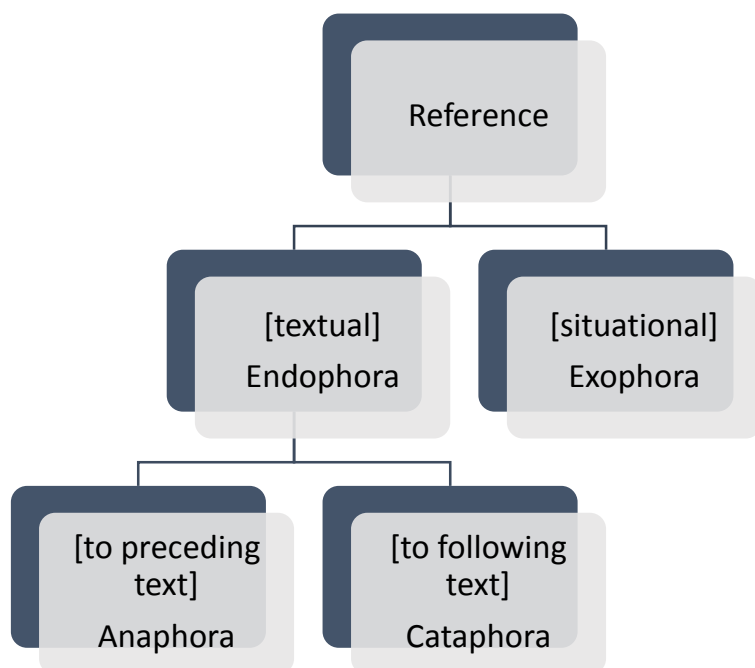 Reference
[textual]
Endophora
[situational]
Exophora
[to preceding
text]
Anaphora
[to following
text]
Cataphora